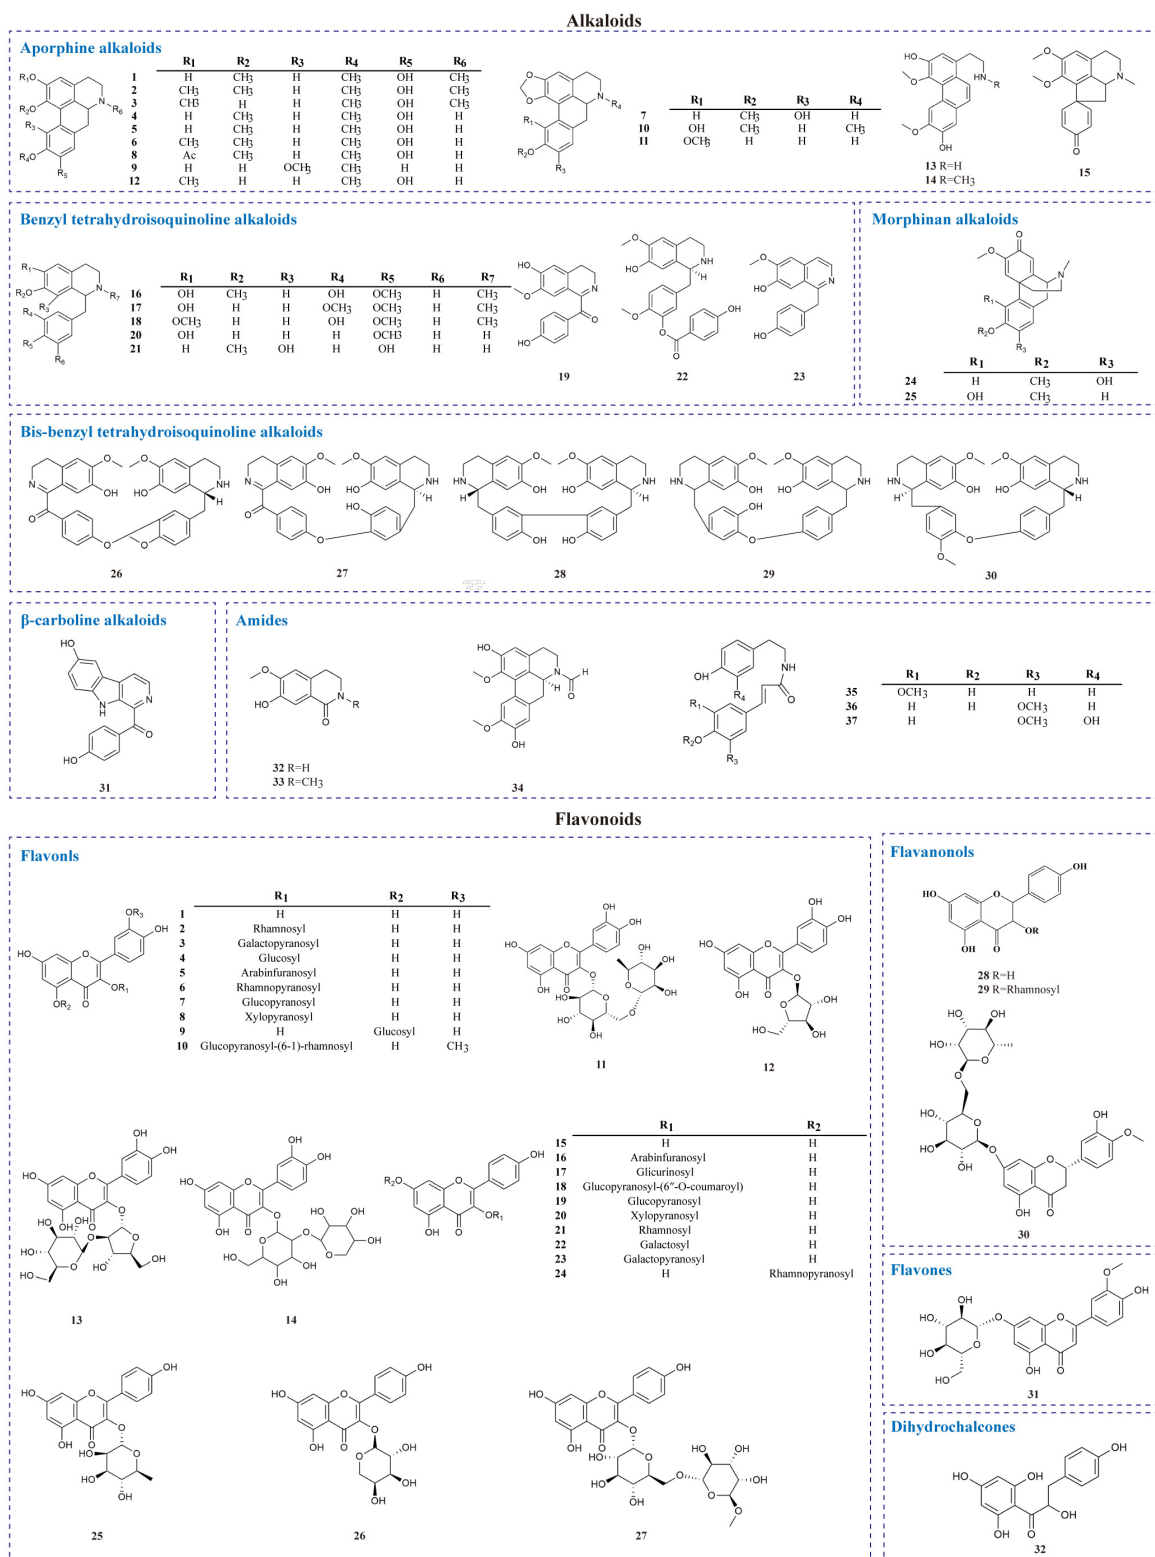 Alkaloids
Aporphine alkaloids
R1 R2 R3 R4 R5 R6
1 H CH3 H CH3 OH CH3
2 CH3 CH3 H CH3 OH CH3
3 CH3 H H CH3 OH CH3
4 H CH3 H CH3 OH H
5 H CH3 H CH3 OH H
6 CH3 CH3 H CH3 OH H
8 Ac CH3 H CH3 OH H
9 H H OCH3 CH3 H H
12 CH3 H H CH3 OH H
R1 R2 R3 R4
7 H CH3 OH H
10 OH CH3 H CH3
11 OCH3 H H H
13 R=H
14 R=CH3
15
Benzyl tetrahydroisoquinoline alkaloids
R1 R2 R3 R4 R5 R6 R7
16 OH CH3 H OH OCH3 H CH3
17 OH H H OCH3 OCH3 H CH3
18 OCH3 H H OH OCH3 H CH3
20 OH H H H OCH3 H H
21 H CH3 OH H OH H H
19
22
23
Morphinan alkaloids
R1 R2 R3
24 H CH3 OH
25 OH CH3 H
Bis-benzyl tetrahydroisoquinoline alkaloids
26
27
28
29
30
β-carboline alkaloids
31
Amides
32 R=H
33 R=CH3
34
R1 R2 R3 R4
35 OCH3 H H H
36 H H OCH3 H
37 H OCH3 OH
Flavonoids
Flavonls
R1 R2 R3
1 H H H
2 Rhamnosyl H H
3 Galactopyranosyl H H
4 Glucosyl H H
5 Arabinfuranosyl H H
6 Rhamnopyranosyl H H
7 Glucopyranosyl H H
8 Xylopyranosyl H H
9 H Glucosyl H
10 Glucopyranosyl-(6-1)-rhamnosyl H CH3
11
12
13
14
R1 R2
15 H H
16 Arabinfuranosyl H
17 Glicurinosyl H
18 Glucopyranosyl-(6″-O-coumaroyl) H
19 Glucopyranosyl H
20 Xylopyranosyl H
21 Rhamnosyl H
22 Galactosyl H
23 Galactopyranosyl H
24 H Rhamnopyranosyl
25
26
27
Flavanonols
28 R=H
29 R=Rhamnosyl
30
Flavones
31
Dihydrochalcones
32